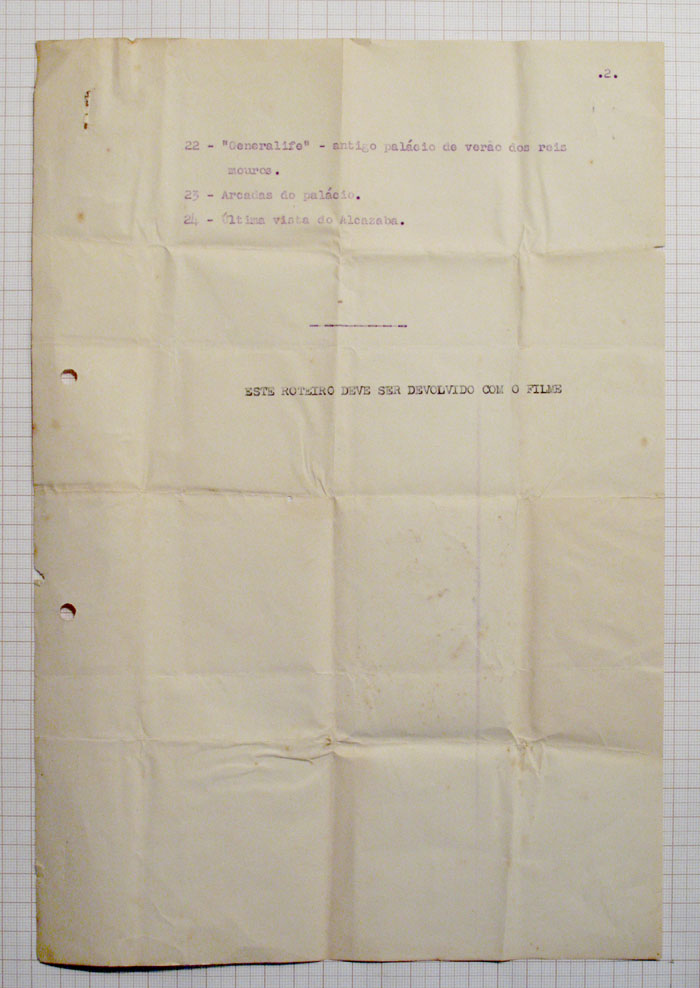 .2.
22 - "Generalife" - antigo palácio de verão dos reis
mouros.
23 - Arcadas do palácio.
24 - Última vista do Alcazaba.
ESTE ROTEIRO DEVE SER DEVOLVIDO COM O FILME